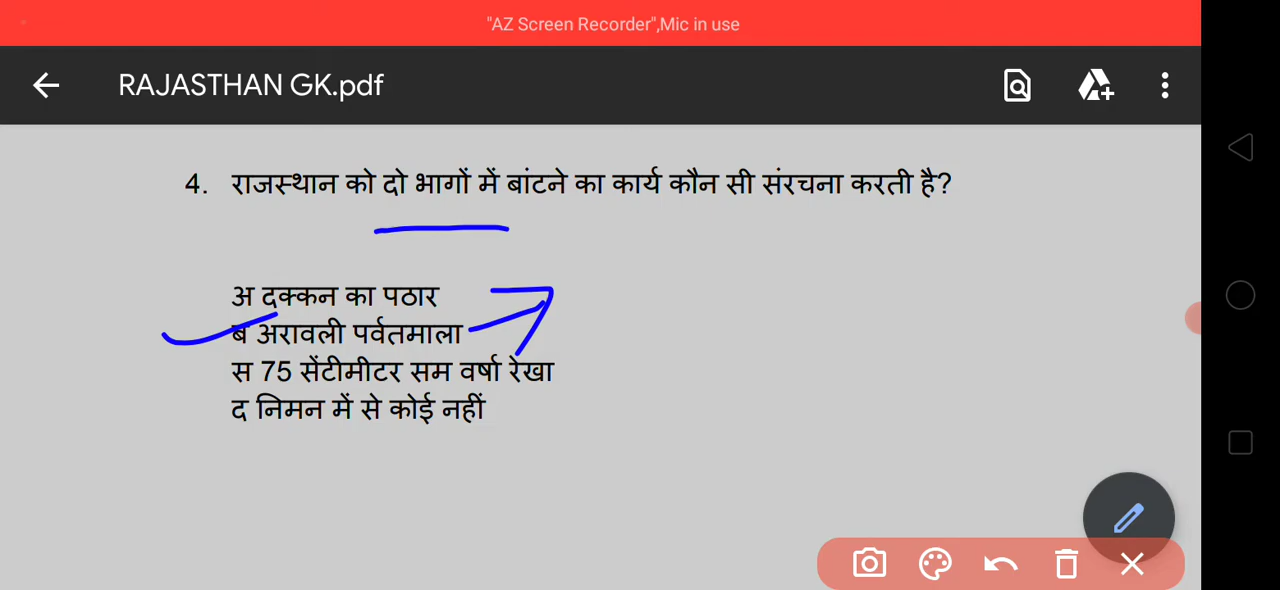 "AZ Screen Recorder",Mic in use
RAJASTHAN GK.pdf
4. राजस्थान को दो भागों में बांटने का कार्य कौन सी संरचना करती है?
अ दक्कन का पठार
ब अरावली पर्वतमाला
स 75 सेंटीमीटर सम वर्षा रेखा
द निमन में से कोई नहीं